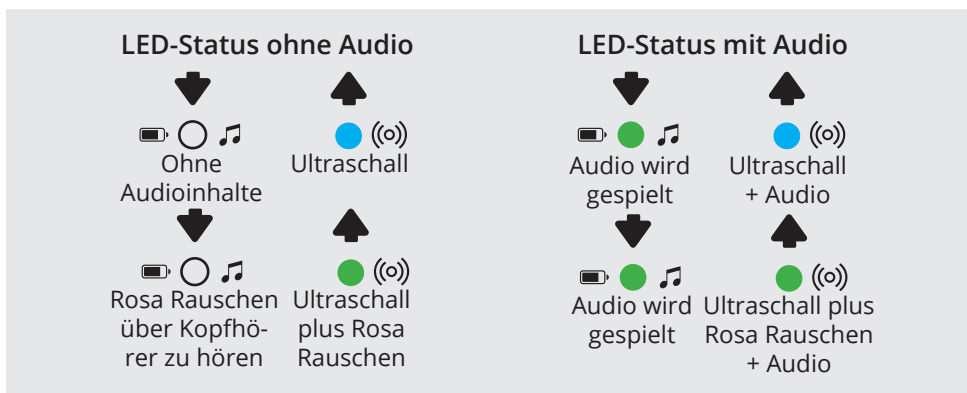 LED-Status ohne Audio
Ohne
Audioinhalte
Ultraschall
Rosa Rauschen
über Kopfhö-
rer zu hören
Ultraschall
plus Rosa
Rauschen
LED-Status mit Audio
Audio wird
gespielt
Ultraschall
+ Audio
Audio wird
gespielt
Ultraschall plus
Rosa Rauschen
+ Audio